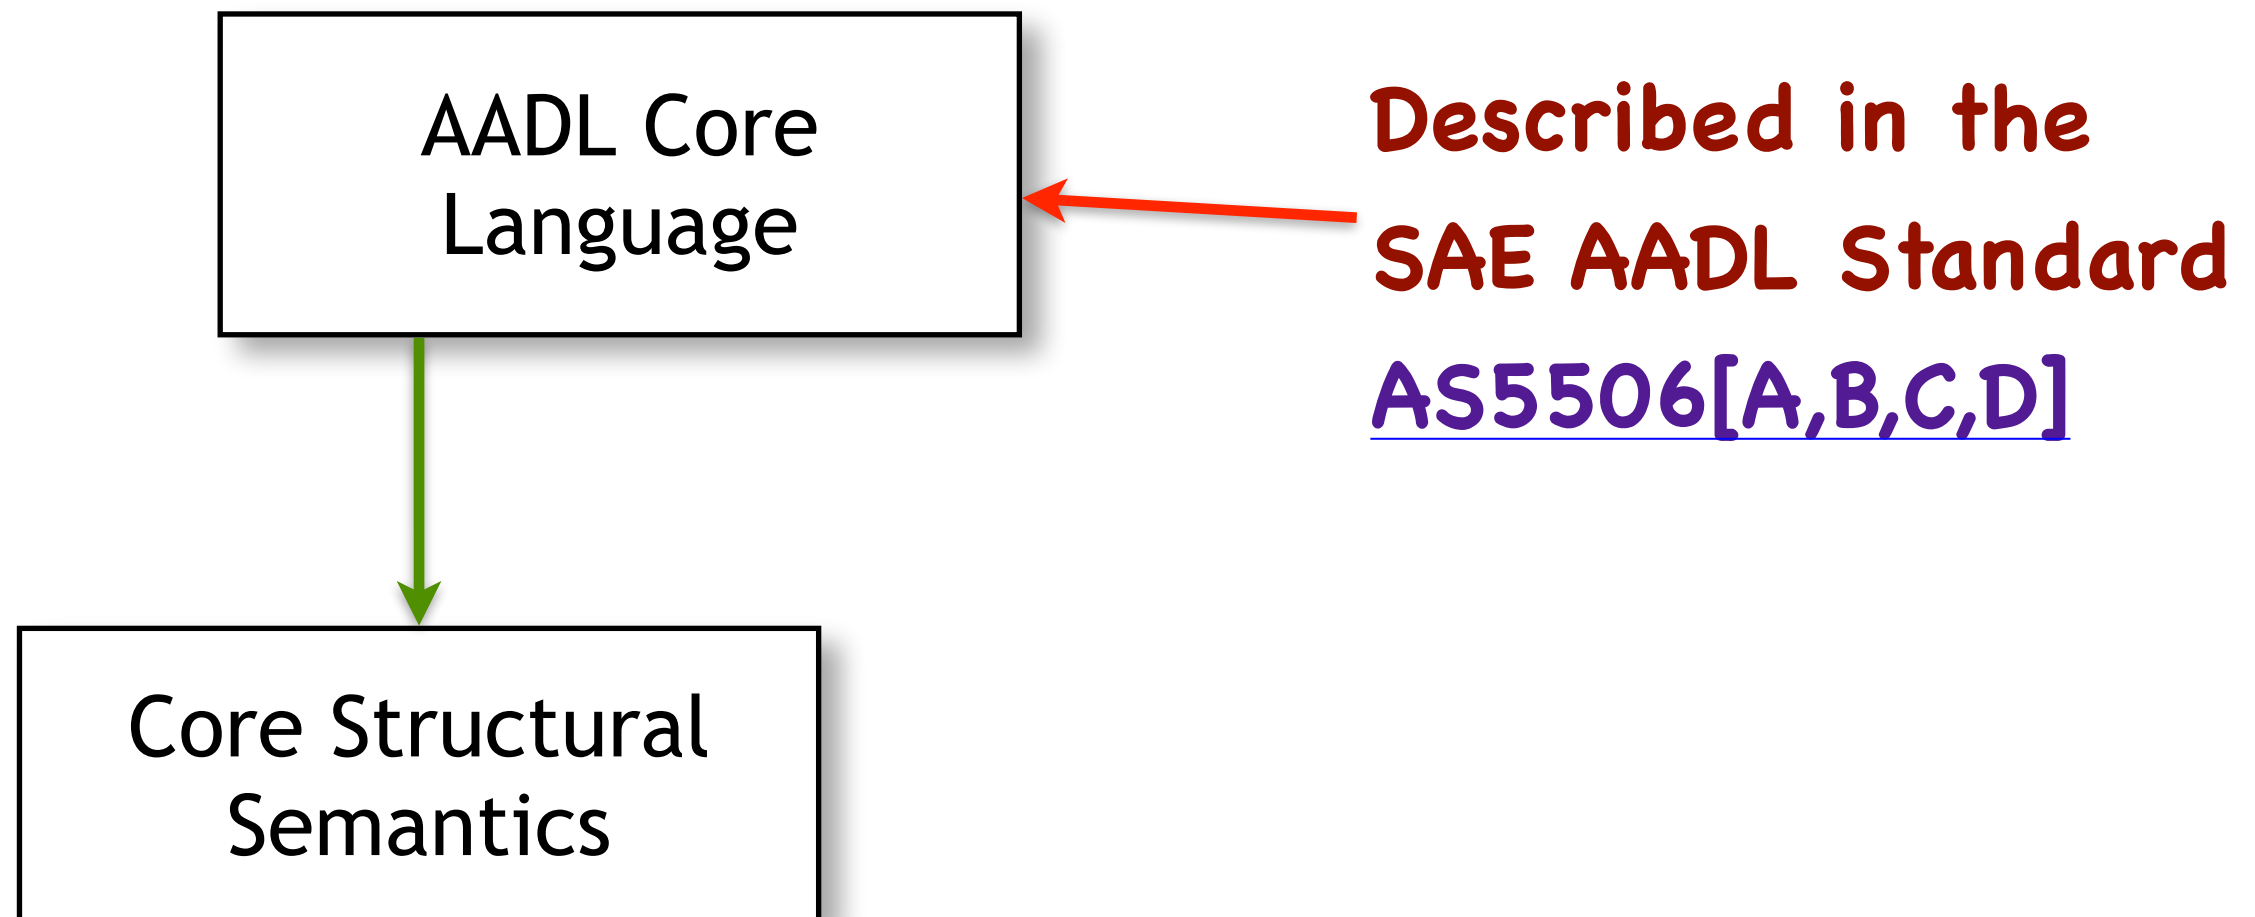 AADL Core
Language
Described in the
SAE AADL Standard
AS5506[A,B,C,D]
Core Structural
Semantics